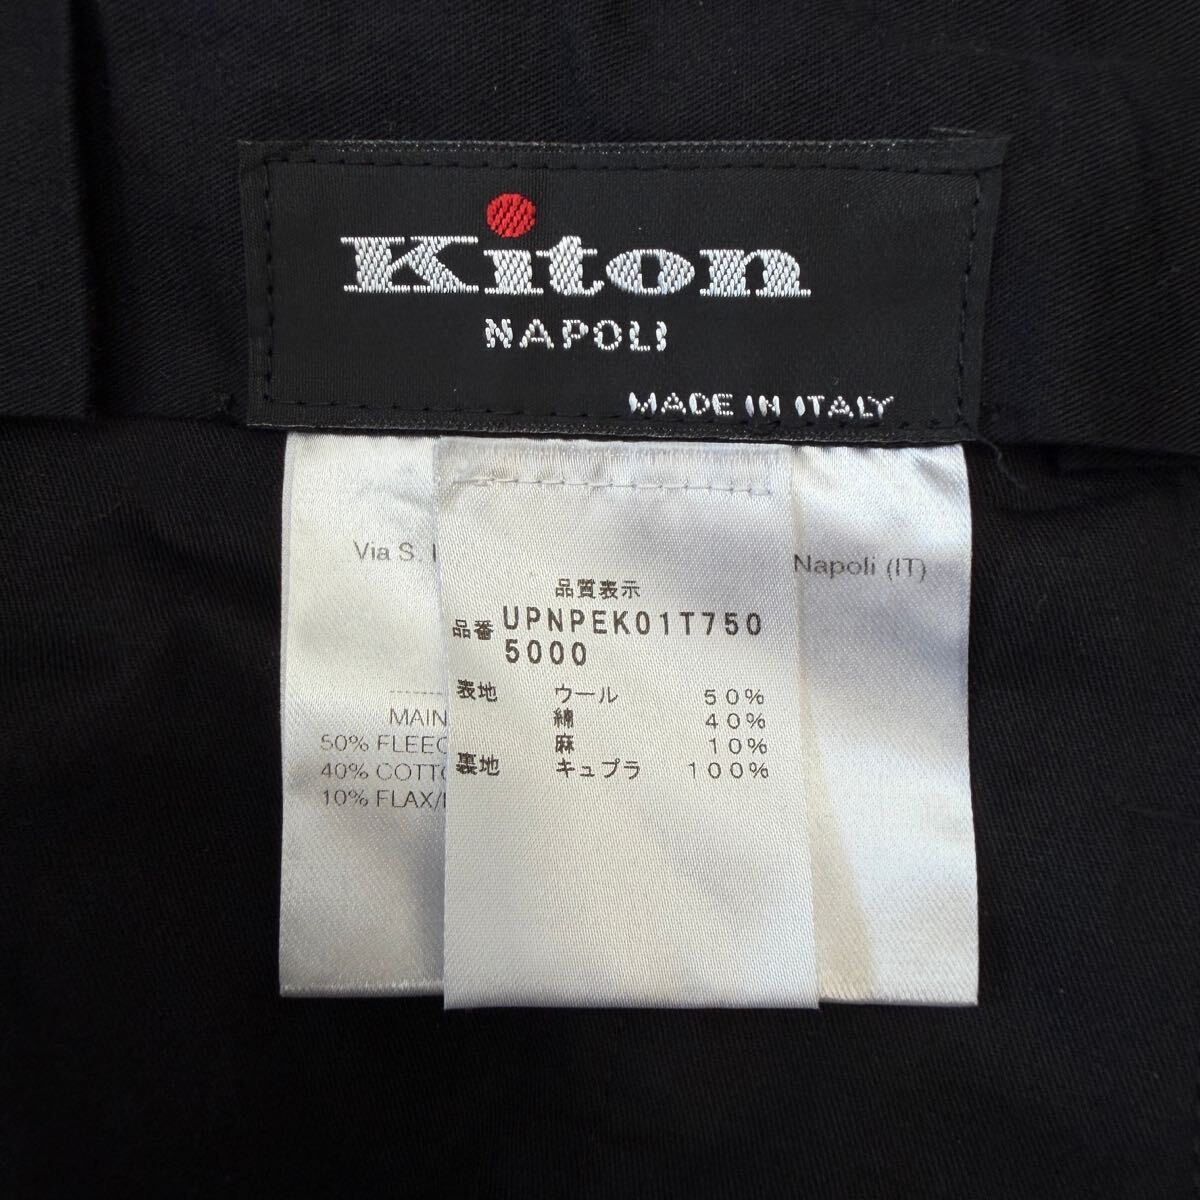 Kiton
NAPOLI
MADE IN ITALY
Via S.
Napoli (IT)
品質表示
品番 UPNPEK01T750
5000
表地 ウール 50%
綿 40%
麻 10%
裏地 キュプラ 100%
MAIN
50% FLEEC
40% COTTO
10% FLAX/